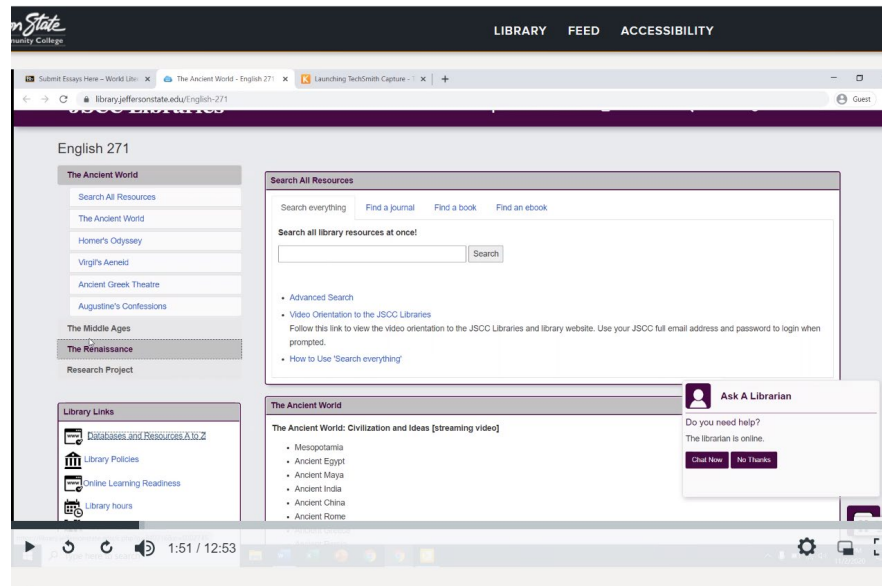 State
College
LIBRARY FEED ACCESSIBILITY
Submit Essays Here – World Liter
The Ancient World - English 271
Launching TechSmith Capture - T
library.jeffersonstate.edu/English-271
Guest
JSCC Libraries
English 271
The Ancient World
Search All Resources
The Ancient World
Homer's Odyssey
Virgil's Aeneid
Ancient Greek Theatre
Augustine's Confessions
The Middle Ages
The Renaissance
Research Project
Library Links
Databases and Resources A to Z
Library Policies
Online Learning Readiness
Library hours
Search All Resources
Search everything Find a journal Find a book Find an ebook
Search all library resources at once!
Search
• Advanced Search
• Video Orientation to the JSCC Libraries
Follow this link to view the video orientation to the JSCC Libraries and library website. Use your JSCC full email address and password to login when
prompted.
• How to Use 'Search everything'
The Ancient World
The Ancient World: Civilization and Ideas [streaming video]
• Mesopotamia
• Ancient Egypt
• Ancient Maya
• Ancient India
• Ancient China
• Ancient Rome
Ask A Librarian
Do you need help?
The librarian is online.
Chat Now No Thanks
1:51 / 12:53